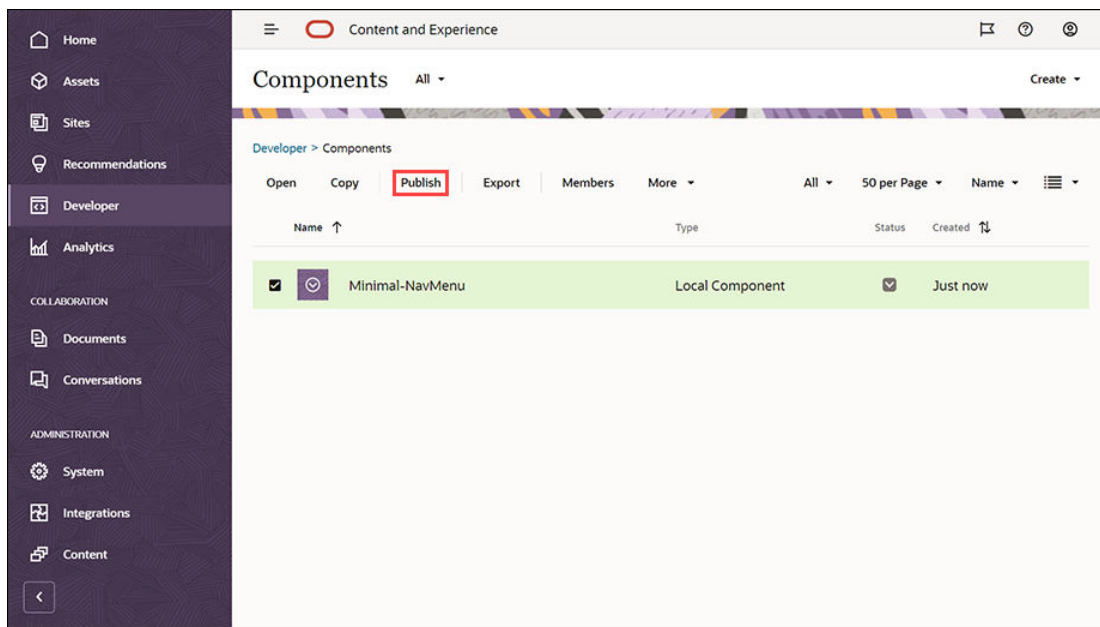 Home
Assets
Sites
Recommendations
Developer
Analytics
COLLABORATION
Documents
Conversations
ADMINISTRATION
System
Integrations
Content
Content and Experience
Components All Create
Developer > Components
Open Copy Publish Export Members More All 50 per Page Name
Name Type Status Created
Minimal-NavMenu Local Component Just now